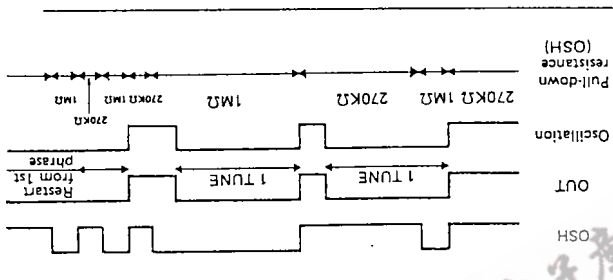 OSH
OUT
1 TUNE
1 TUNE
Restart
from 1st
phrase
Oscillation
270KΩ
270KΩ 1MΩ 270KΩ 1MΩ 270KΩ 1MΩ 1MΩ
Pull-down
resistance
(OSH)